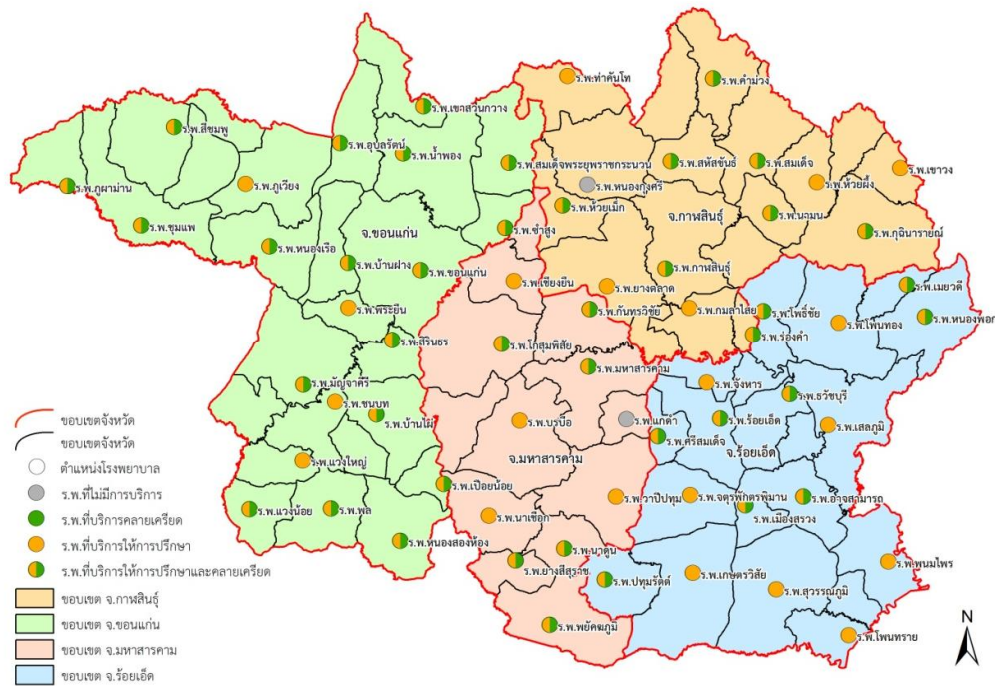 ร.พ.ท่าคันโท
ร.พ.คำม่วง
ร.พ.เขาสวนกวาง
ร.พ.สีชมพู
ร.พ.อุบลรัตน์
ร.พ.น้ำพอง
ร.พ.สมเด็จพระยุพราชกระนวน
ร.พ.สหัสขันธ์
ร.พ.สมเด็จ
ร.พ.เขาวง
ร.พ.ภูผาม่าน
ร.พ.ภูเวียง
ร.พ.หนองกุงศรี
ร.พ.ห้วยผึ้ง
ร.พ.ห้วยเม็ก
จ.กาฬสินธุ์
ร.พ.นามน
ร.พ.ชุมแพ
จ.ขอนแก่น
ร.พ.ซำสูง
ร.พ.กุฉินารายณ์
ร.พ.หนองเรือ
ร.พ.บ้านฝาง
ร.พ.ขอนแก่น
ร.พ.กาฬสินธุ์
ร.พ.เชียงยืน
ร.พ.ยางตลาด
ร.พ.เมยวดี
ร.พ.พระยืน
ร.พ.กันทรวิชัย
ร.พ.กมลาไสย
ร.พ.โพธิ์ชัย
ร.พ.โพนทอง
ร.พ.หนองพอก
ร.พ.สิรินธร
ร.พ.โกสุมพิสัย
ร.พ.ร่องคำ
ร.พ.มหาสารคาม
ร.พ.มัญจาคีรี
ร.พ.จังหาร
ร.พ.ธวัชบุรี
ร.พ.ชนบท
ร.พ.บ้านไผ่
ร.พ.บรบือ
ร.พ.แกดำ
ร.พ.ร้อยเอ็ด
ร.พ.เสลภูมิ
ร.พ.ศรีสมเด็จ
จ.ร้อยเอ็ด
จ.มหาสารคาม
ร.พ.แวงใหญ่
ร.พ.เปือยน้อย
ร.พ.วาปีปทุม
ร.พ.จตุรพักตรพิมาน
ร.พ.อาจสามารถ
ร.พ.แวงน้อย
ร.พ.พล
ร.พ.นาเชือก
ร.พ.เมืองสรวง
ร.พ.หนองสองห้อง
ร.พ.นาดูน
ร.พ.ยางสีสุราช
ร.พ.พนมไพร
ร.พ.ปทุมรัตต์
ร.พ.เกษตรวิสัย
ร.พ.สุวรรณภูมิ
ร.พ.พยัคฆภูมิ
ร.พ.โพนทราย
ขอบเขตจังหวัด
ขอบเขตจังหวัด
ตำแหน่งโรงพยาบาล
ร.พ.ที่ไม่มีการบริการ
ร.พ.ที่บริการคลายเครียด
ร.พ.ที่บริการให้การปรึกษา
ร.พ.ที่บริการให้การปรึกษาและคลายเครียด
ขอบเขต จ.กาฬสินธุ์
ขอบเขต จ.ขอนแก่น
ขอบเขต จ.มหาสารคาม
ขอบเขต จ.ร้อยเอ็ด
N